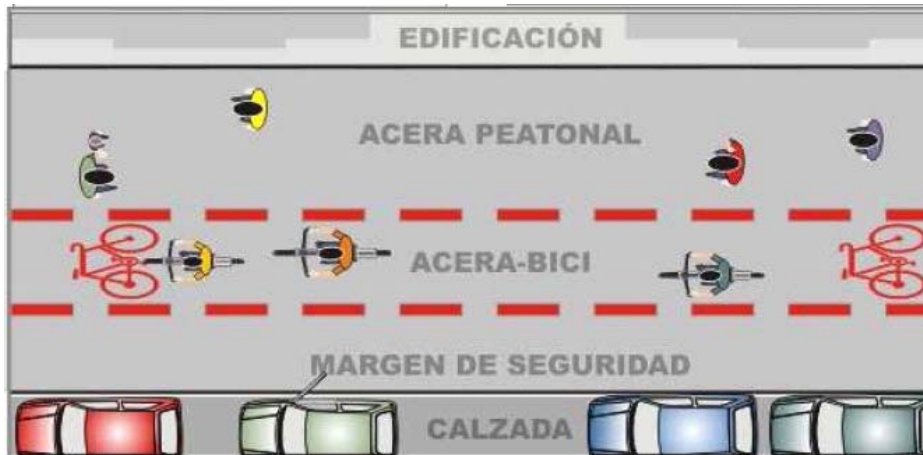 EDIFICACIÓN
ACERA PEATONAL
ACERA-BICI
MARGEN DE SEGURIDAD
CALZADA